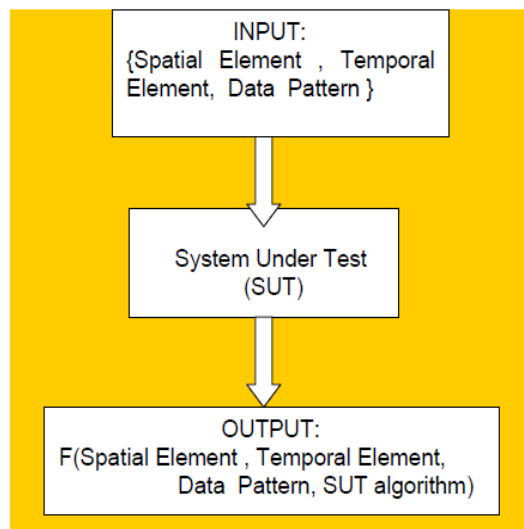 INPUT:
{Spatial Element , Temporal
Element, Data Pattern }
System Under Test
(SUT)
OUTPUT:
F(Spatial Element , Temporal Element,
Data Pattern, SUT algorithm)